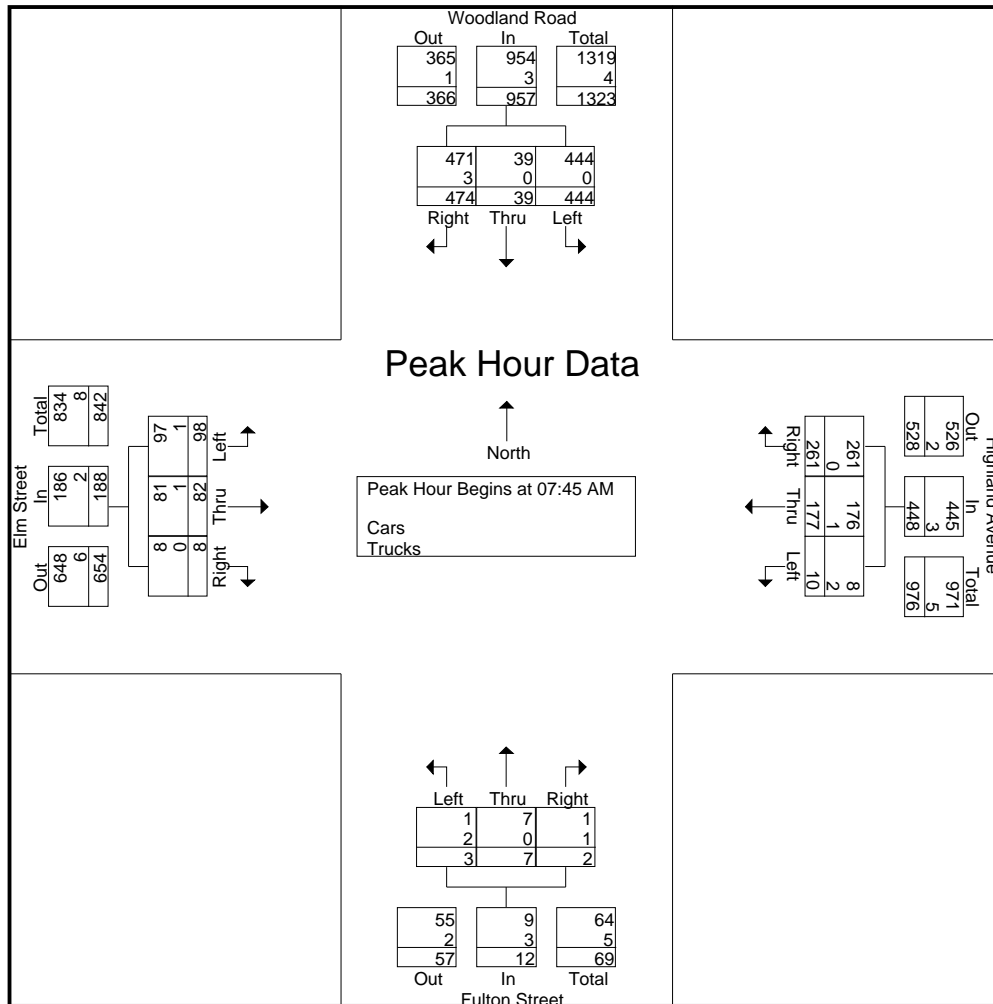 Woodland Road
Out In Total
365 954 1319
1 3 4
366 957 1323
471 39 444
3 0 0
474 39 444
Right Thru Left
Peak Hour Data
North
Peak Hour Begins at 07:45 AM
Cars
Trucks
Elm Street
Out In Total
648 186 834
6 2 8
654 188 842
8 81 97
0 1 1
8 82 98
Right Thru Left
Highland Avenue
Out In Total
526 445 971
2 3 5
528 448 976
261 176 8
0 1 2
261 177 10
Right Thru Left
Left Thru Right
1 7 1
2 0 1
3 7 2
55 9 64
2 3 5
57 12 69
Out In Total
Fulton Street